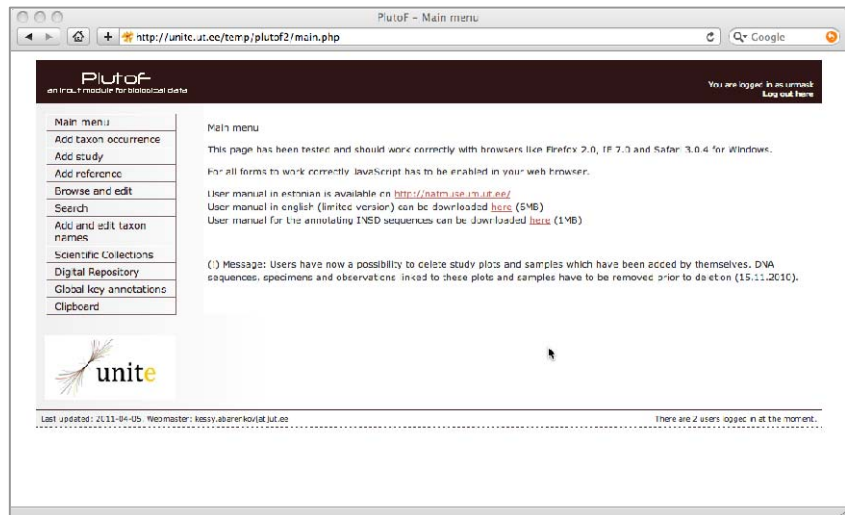 PlutoF – Main menu
http://unite.ut.ee/temp/plutof2/main.php
Google
PlutoF
an input module for biological data
You are logged in as urmask
Log out here
Main menu
Add taxon occurrence
Add study
Add reference
Browse and edit
Search
Add and edit taxon
names
Scientific Collections
Digital Repository
Global key annotations
Clipboard
unite
Main menu
This page has been tested and should work correctly with browsers like Firefox 2.0, IE 7.0 and Safari 3.0.4 for Windows.
For all forms to work correctly JavaScript has to be enabled in your web browser.
User manual in estonian is available on http://natmuseum.ut.ee/
User manual in english (limited version) can be downloaded here (5MB)
User manual for the annotating INSD sequences can be downloaded here (1MB)
(!) Message: Users have now a possibility to delete study plots and samples which have been added by themselves. DNA
sequences, specimens and observations linked to these plots and samples have to be removed prior to deletion (15.11.2010).
Last updated: 2011-04-05, Webmaster: kessy.abarenkov[at]ut.ee
There are 2 users logged in at the moment.